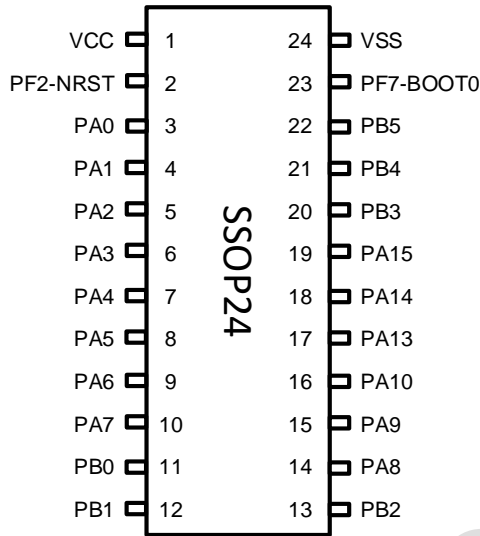 VCC 1 24 VSS
PF2-NRST 2 23 PF7-BOOT0
PA0 3 22 PB5
PA1 4 21 PB4
PA2 5 20 PB3
PA3 6 19 PA15
PA4 7 18 PA14
PA5 8 17 PA13
PA6 9 16 PA10
PA7 10 15 PA9
PB0 11 14 PA8
PB1 12 13 PB2
SSOP24